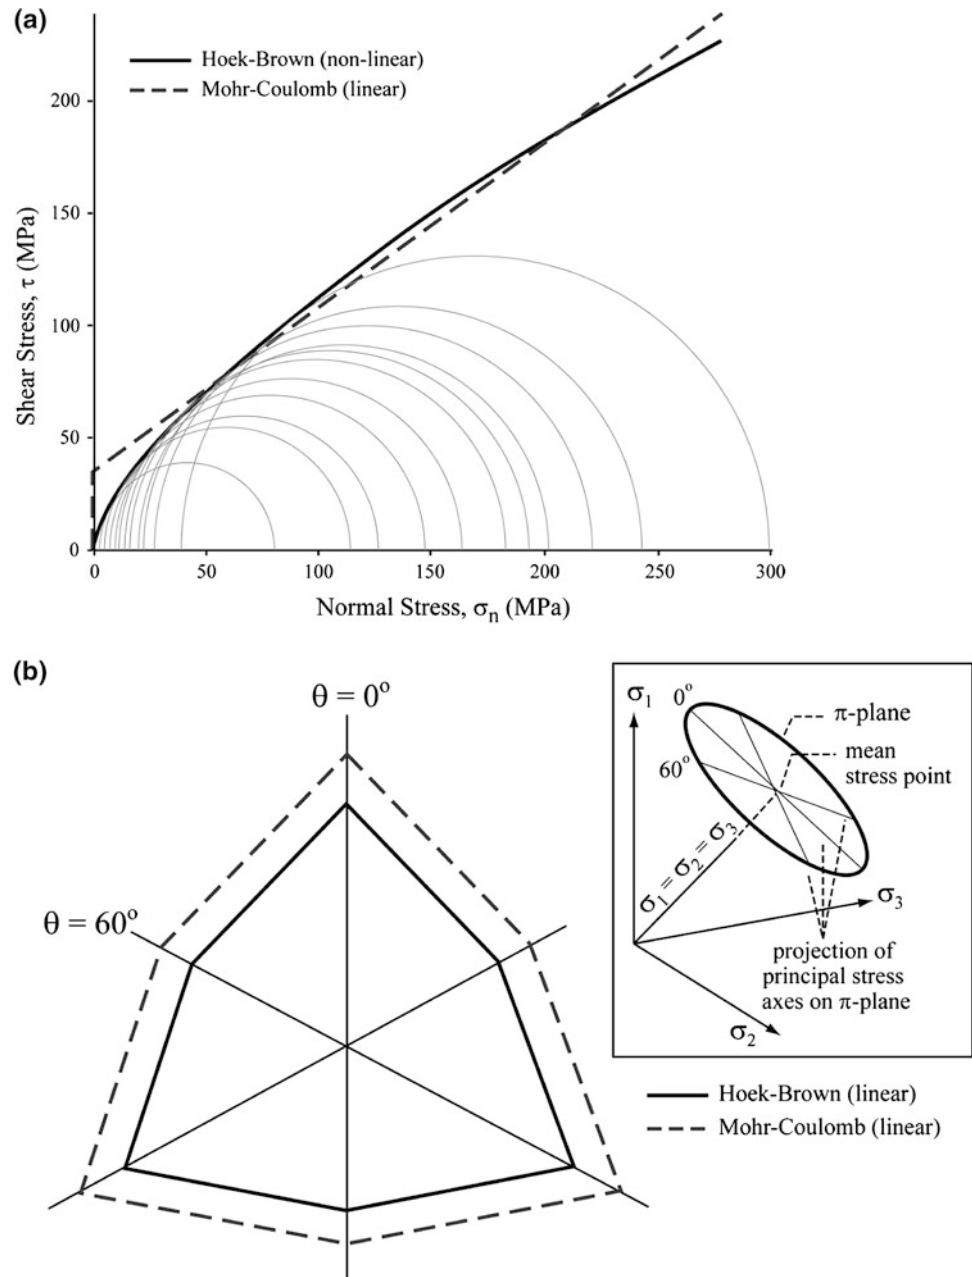 (a)
Hoek-Brown (non-linear)
Mohr-Coulomb (linear)
Shear Stress, τ (MPa)
200
150
100
50
0
0 50 100 150 200 250 300
Normal Stress, σn (MPa)
(b)
θ = 0°
θ = 60°
σ1
0°
60°
π-plane
mean
stress point
σ1 = σ2 = σ3
σ3
projection of
principal stress
axes on π-plane
σ2
Hoek-Brown (linear)
Mohr-Coulomb (linear)